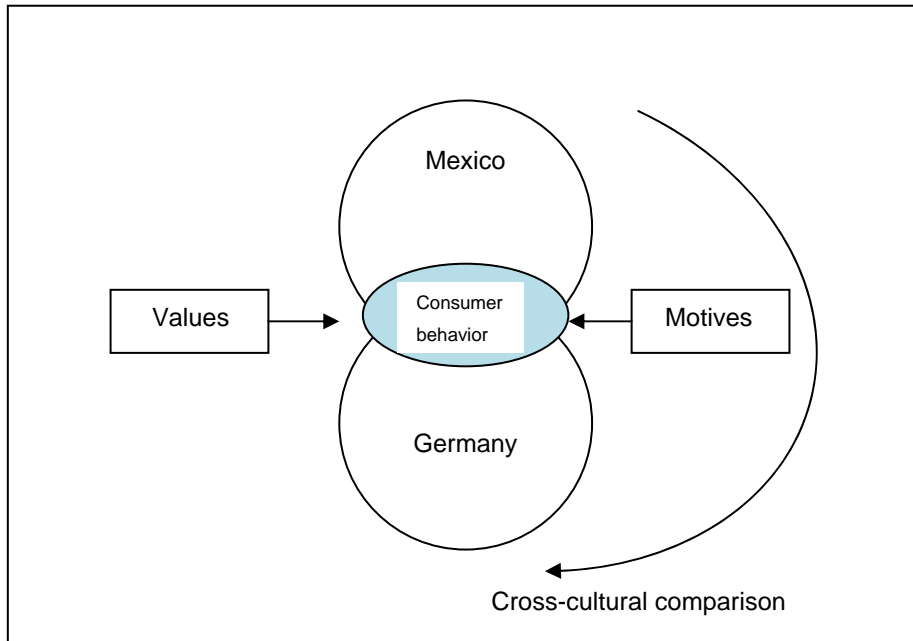 Mexico
Values
Consumer
behavior
Motives
Germany
Cross-cultural comparison